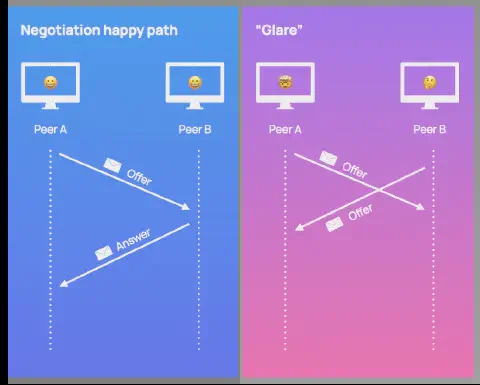 Negotiation happy path
Peer A
Peer B
Offer
Answer
"Glare"
Peer A
Peer B
Offer
Offer